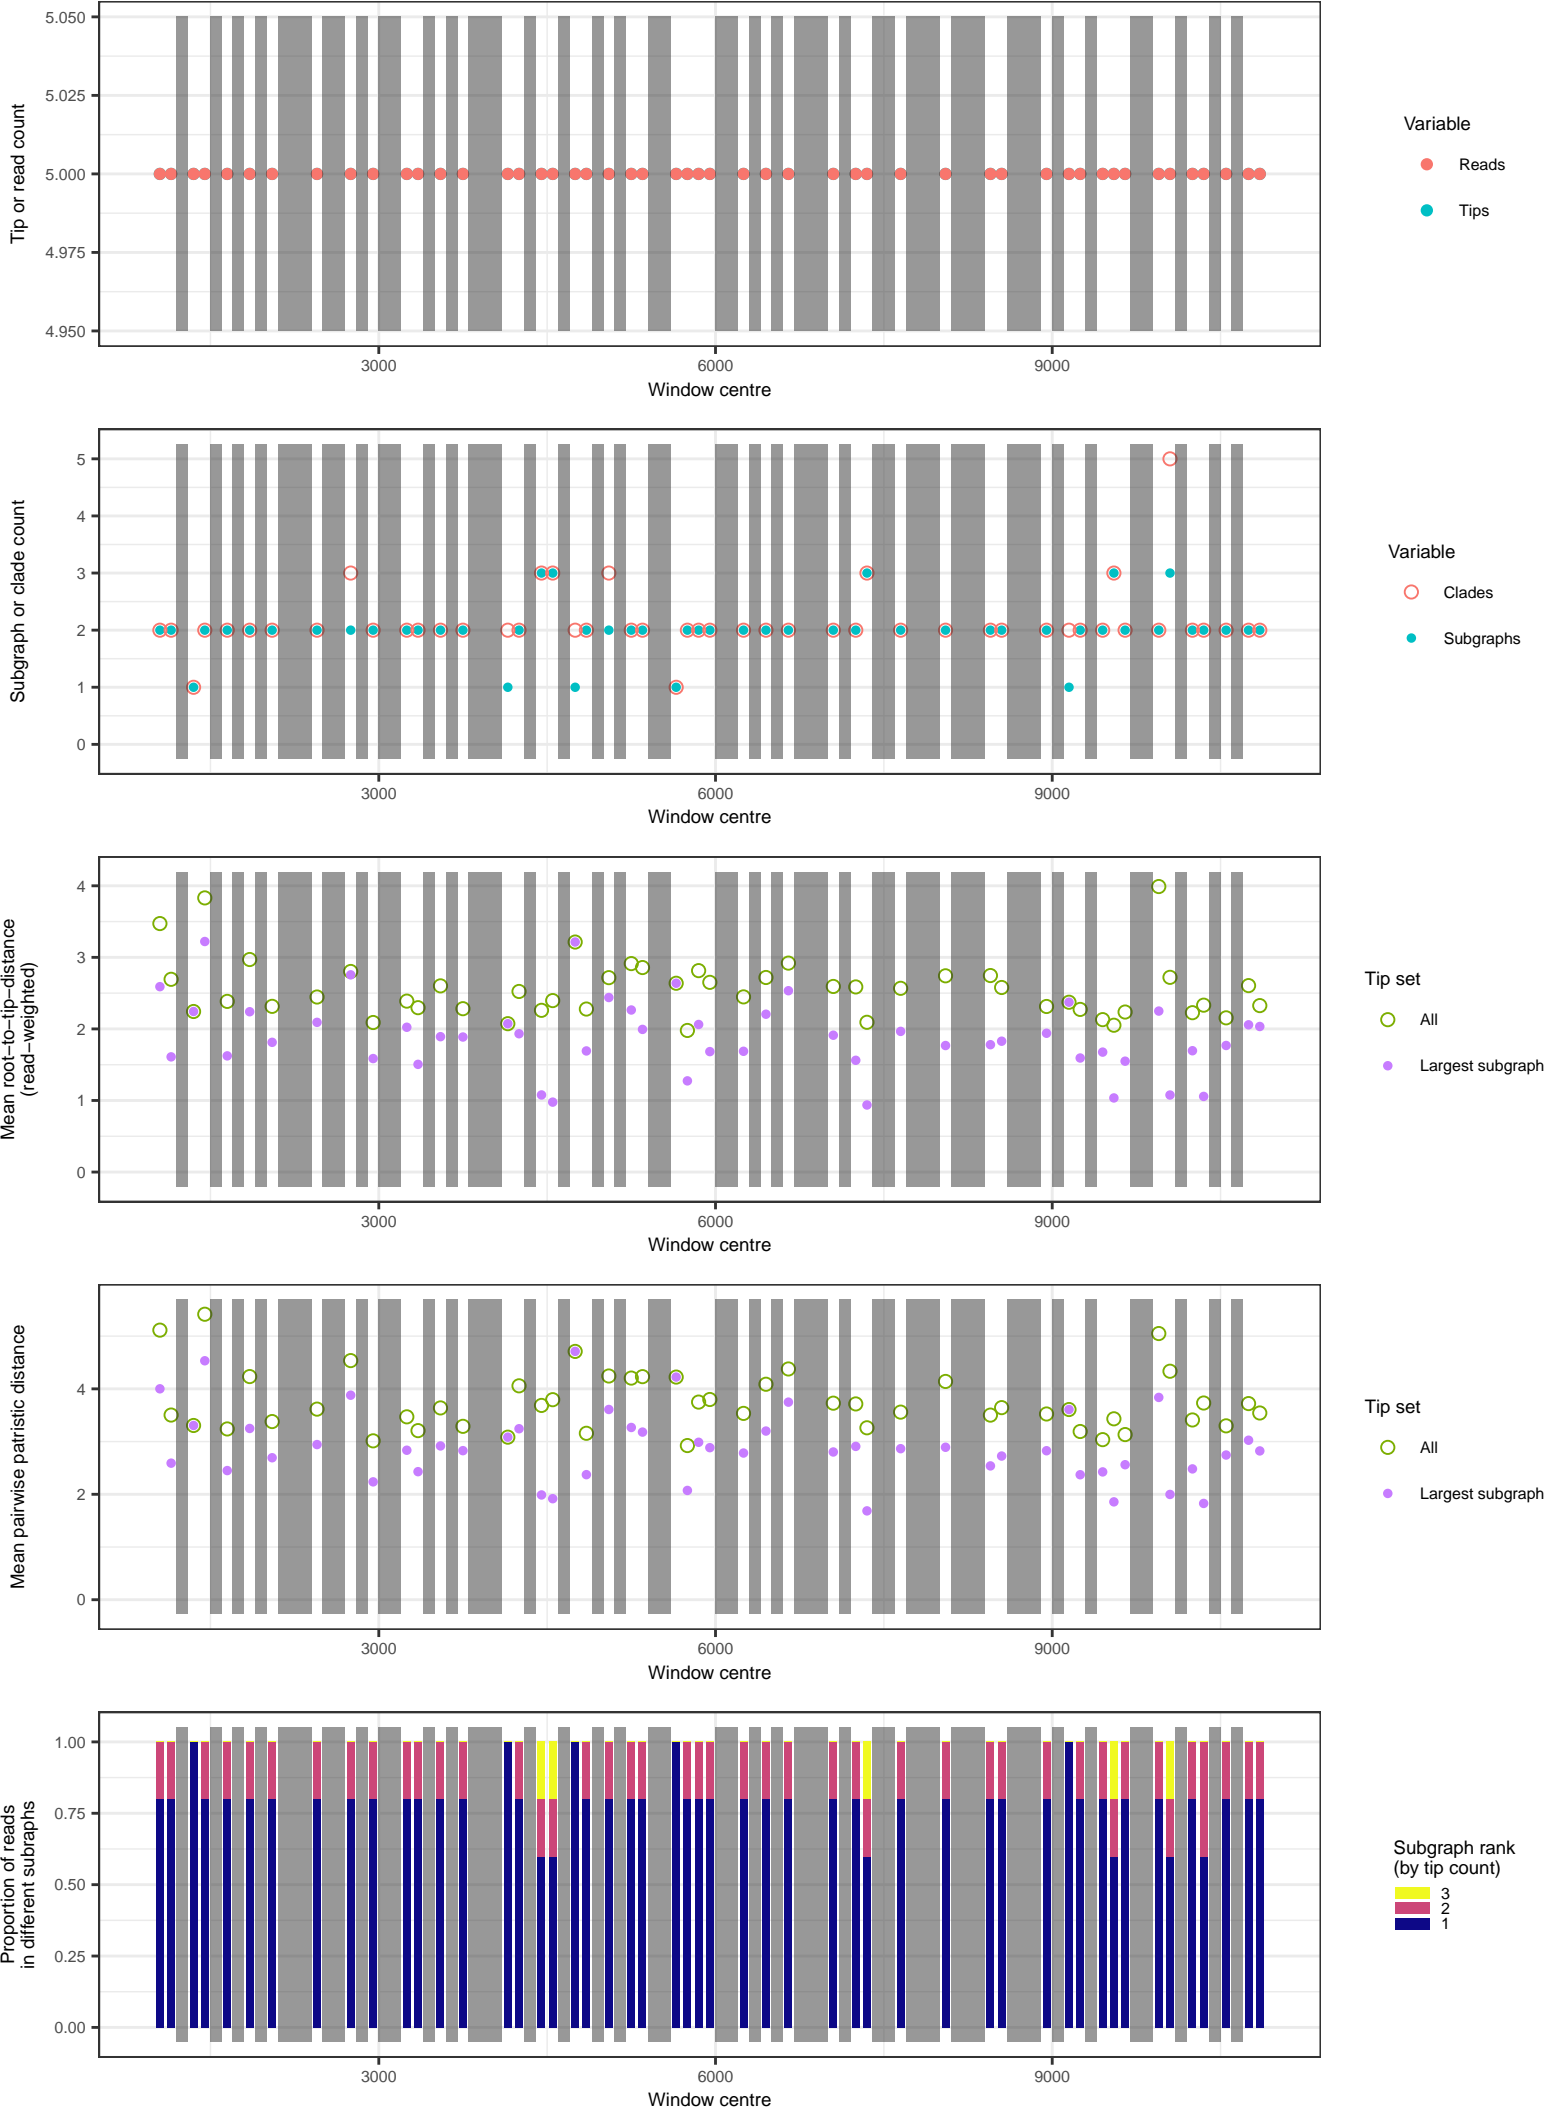 5.050
5.025
5.000
4.975
4.950
Tip or read count
3000 6000 9000
Window centre
Variable
Reads
Tips
5
4
3
2
1
0
Subgraph or clade count
3000 6000 9000
Window centre
Variable
Clades
Subgraphs
4
3
2
1
0
Mean root−to−tip−distance
(read−weighted)
3000 6000 9000
Window centre
Tip set
All
Largest subgraph
4
2
0
Mean pairwise patristic distance
3000 6000 9000
Window centre
Tip set
All
Largest subgraph
1.00
0.75
0.50
0.25
0.00
Proportion of reads
in different subraphs
3000 6000 9000
Window centre
Subgraph rank
(by tip count)
3
2
1